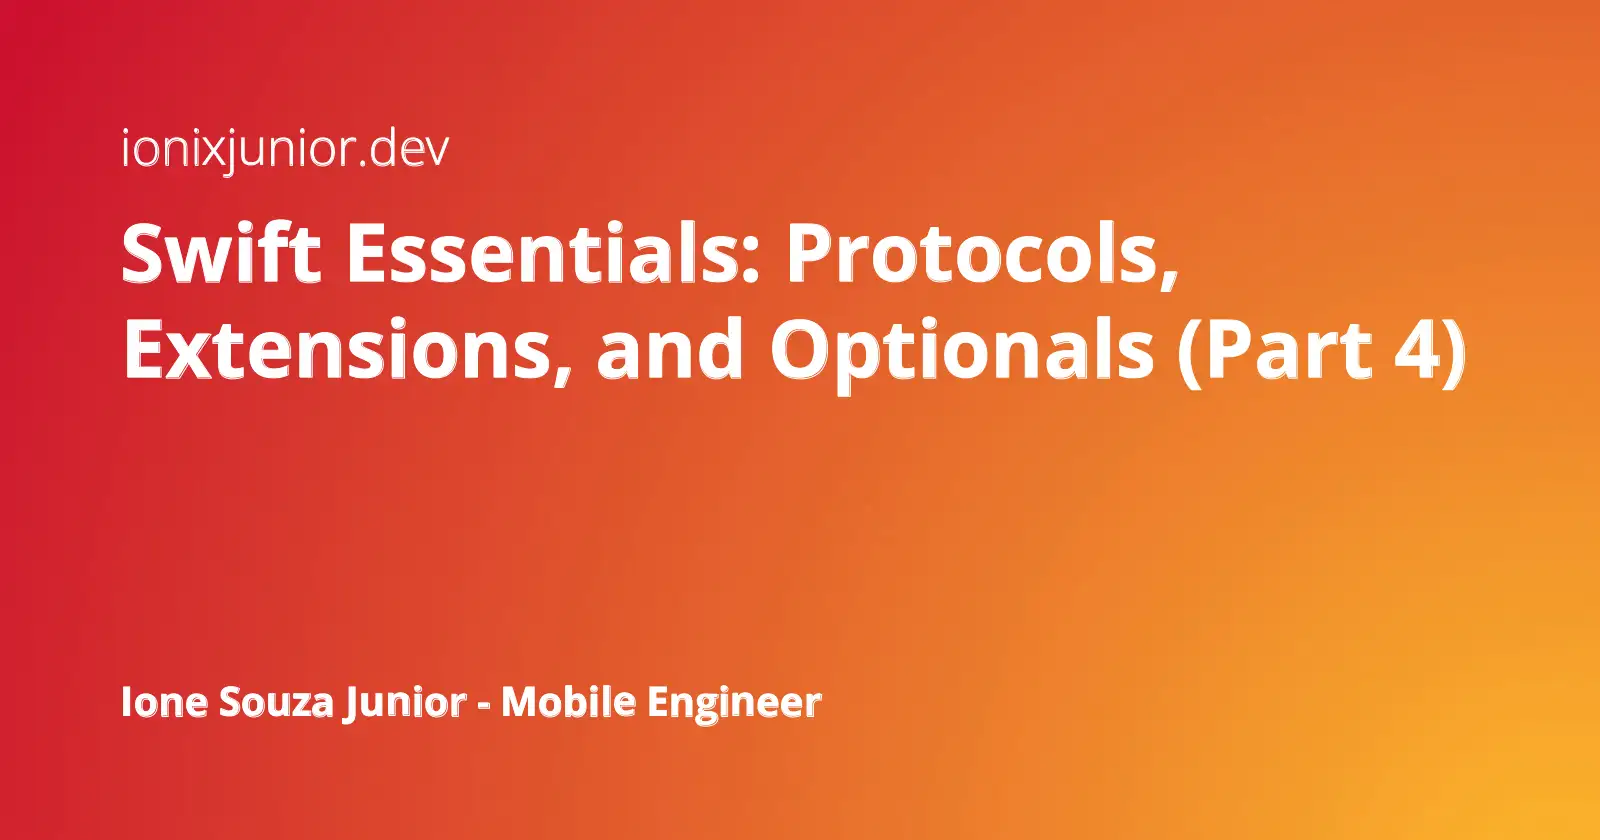 ionixjunior.dev
Swift Essentials: Protocols,
Extensions, and Optionals (Part 4)
Ione Souza Junior - Mobile Engineer